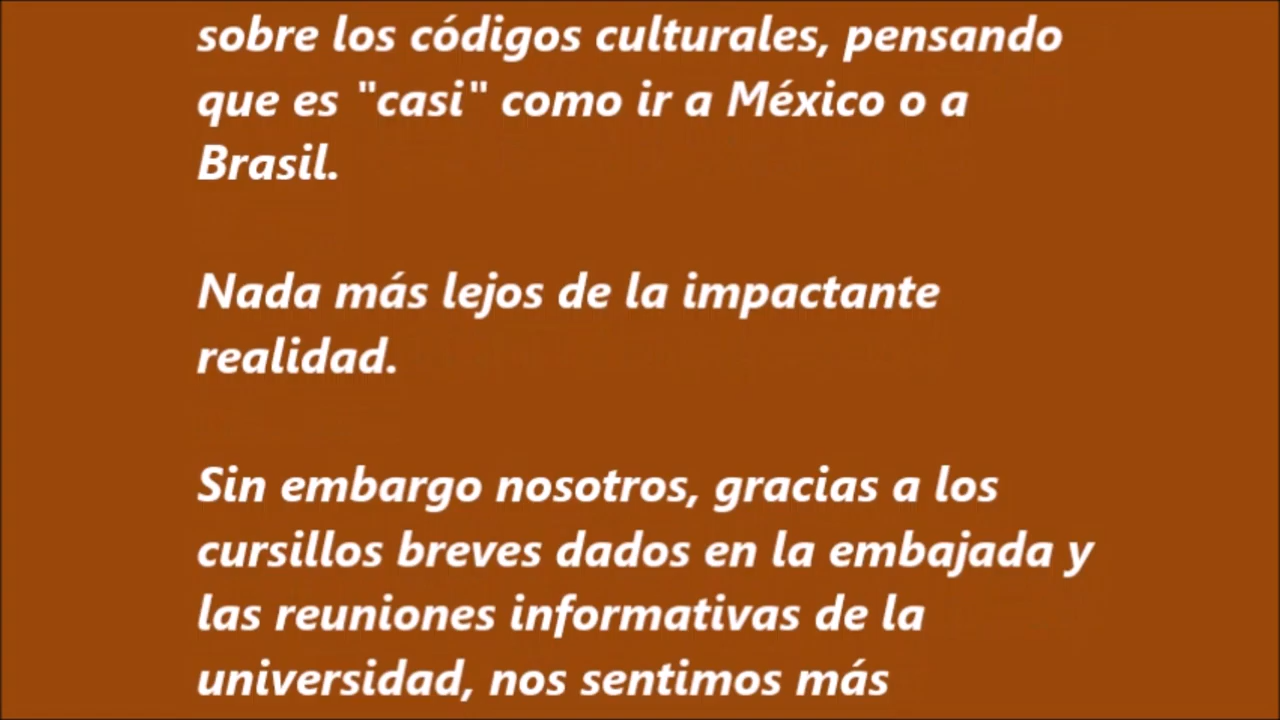 sobre los códigos culturales, pensando
que es "casi" como ir a México o a
Brasil.
Nada más lejos de la impactante
realidad.
Sin embargo nosotros, gracias a los
cursillos breves dados en la embajada y
las reuniones informativas de la
universidad, nos sentimos más